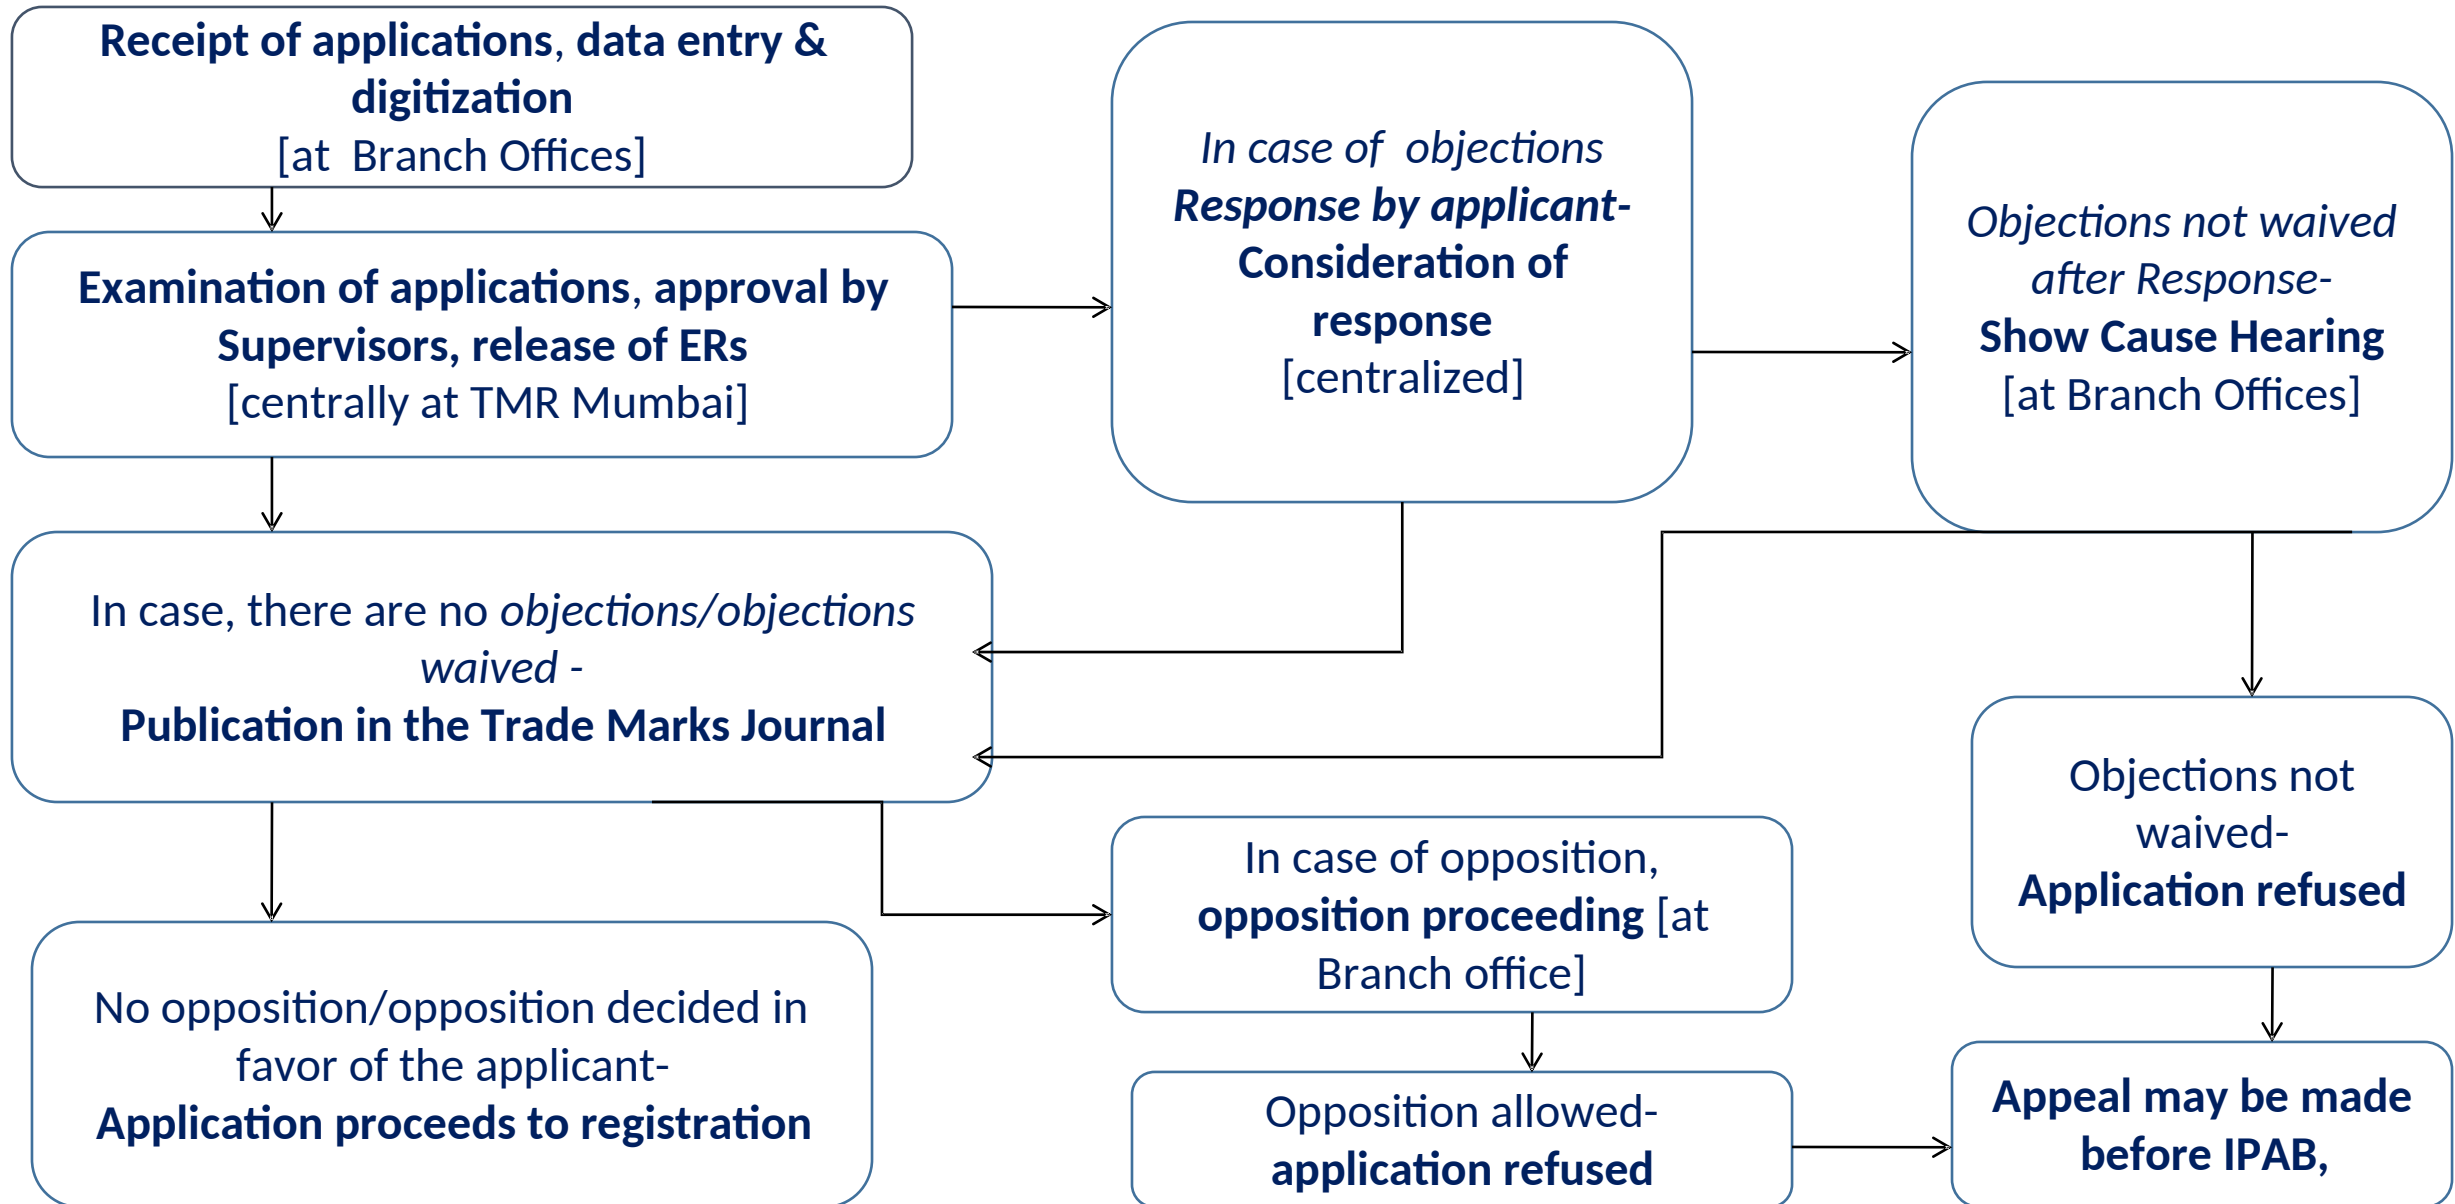 Receipt of applications, data entry &
digitization
[at Branch Offices]
Examination of applications, approval by
Supervisors, release of ERs
[centrally at TMR Mumbai]
In case of objections
Response by applicant-
Consideration of
response
[centralized]
Objections not waived
after Response-
Show Cause Hearing
[at Branch Offices]
In case, there are no objections/objections
waived -
Publication in the Trade Marks Journal
Objections not
waived-
Application refused
In case of opposition,
opposition proceeding [at
Branch office]
No opposition/opposition decided in
favor of the applicant-
Application proceeds to registration
Opposition allowed-
application refused
Appeal may be made
before IPAB,